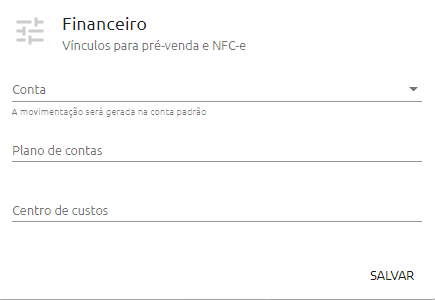 Financeiro
Vínculos para pré-venda e NFC-e
Conta
A movimentação será gerada na conta padrão
Plano de contas
Centro de custos
SALVAR